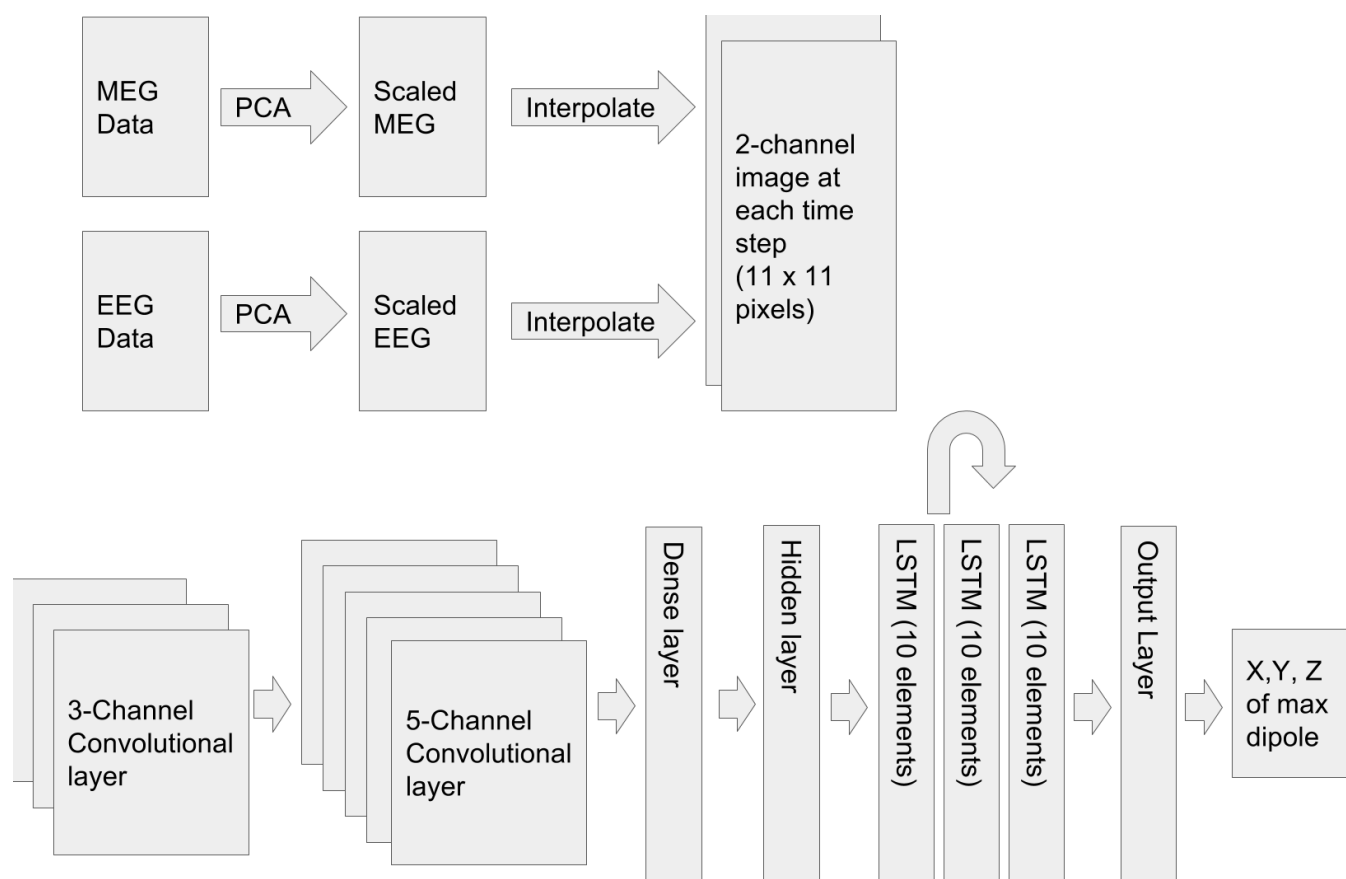 MEG
Data
PCA
Scaled
MEG
Interpolate
2-channel
image at
each time
step
(11 x 11
pixels)
EEG
Data
PCA
Scaled
EEG
Interpolate
3-Channel
Convolutional
layer
5-Channel
Convolutional
layer
Dense layer
Hidden layer
LSTM (10 elements)
LSTM (10 elements)
LSTM (10 elements)
Output Layer
X,Y, Z
of max
dipole